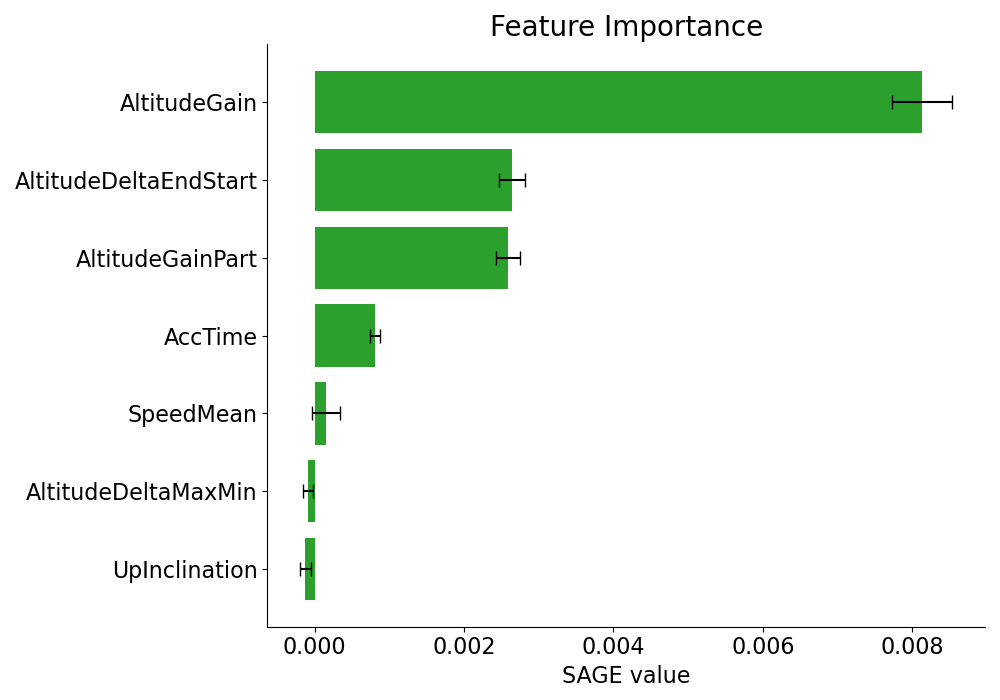 Feature Importance
AltitudeGain
AltitudeDeltaEndStart
AltitudeGainPart
AccTime
SpeedMean
AltitudeDeltaMaxMin
UpInclination
0.000 0.002 0.004 0.006 0.008
SAGE value